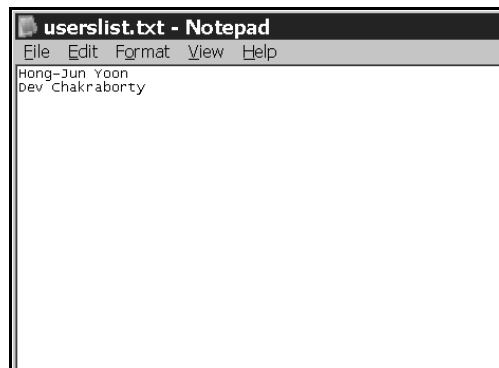 userslist.txt - Notepad
File Edit Format View Help
Hong-Jun Yoon
Dev Chakraborty